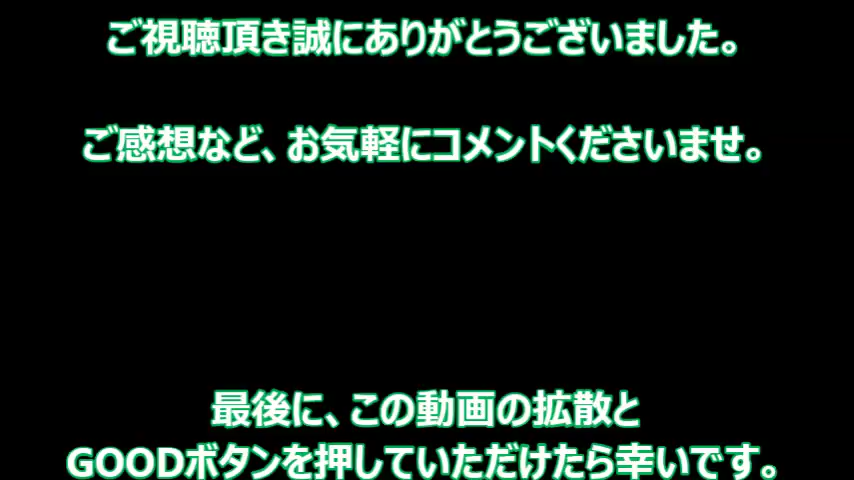 ご視聴頂き誠にありがとうございました。
ご感想など、お気軽にコメントくださいませ。
最後に、この動画の拡散と
GOODボタンを押していただけたら幸いです。